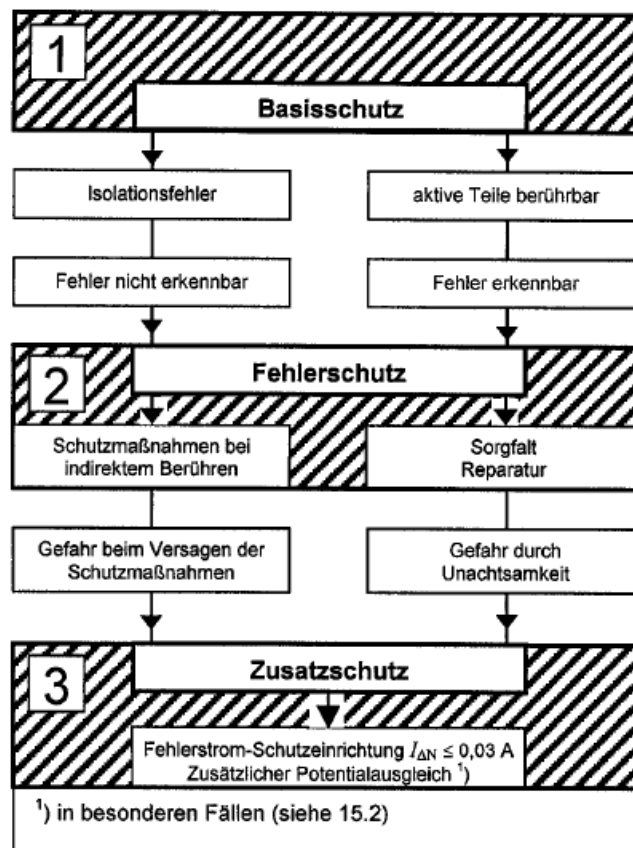 1
Basisschutz
Isolationsfehler
aktive Teile berührbar
Fehler nicht erkennbar
Fehler erkennbar
2
Fehlerschutz
Schutzmaßnahmen bei
indirektem Berühren
Sorgfalt
Reparatur
Gefahr beim Versagen der
Schutzmaßnahmen
Gefahr durch
Unachtsamkeit
3
Zusatzschutz
Fehlerstrom-Schutzeinrichtung I_ΔN ≤ 0,03 A
Zusätzlicher Potentialausgleich ¹)
¹) in besonderen Fällen (siehe 15.2)